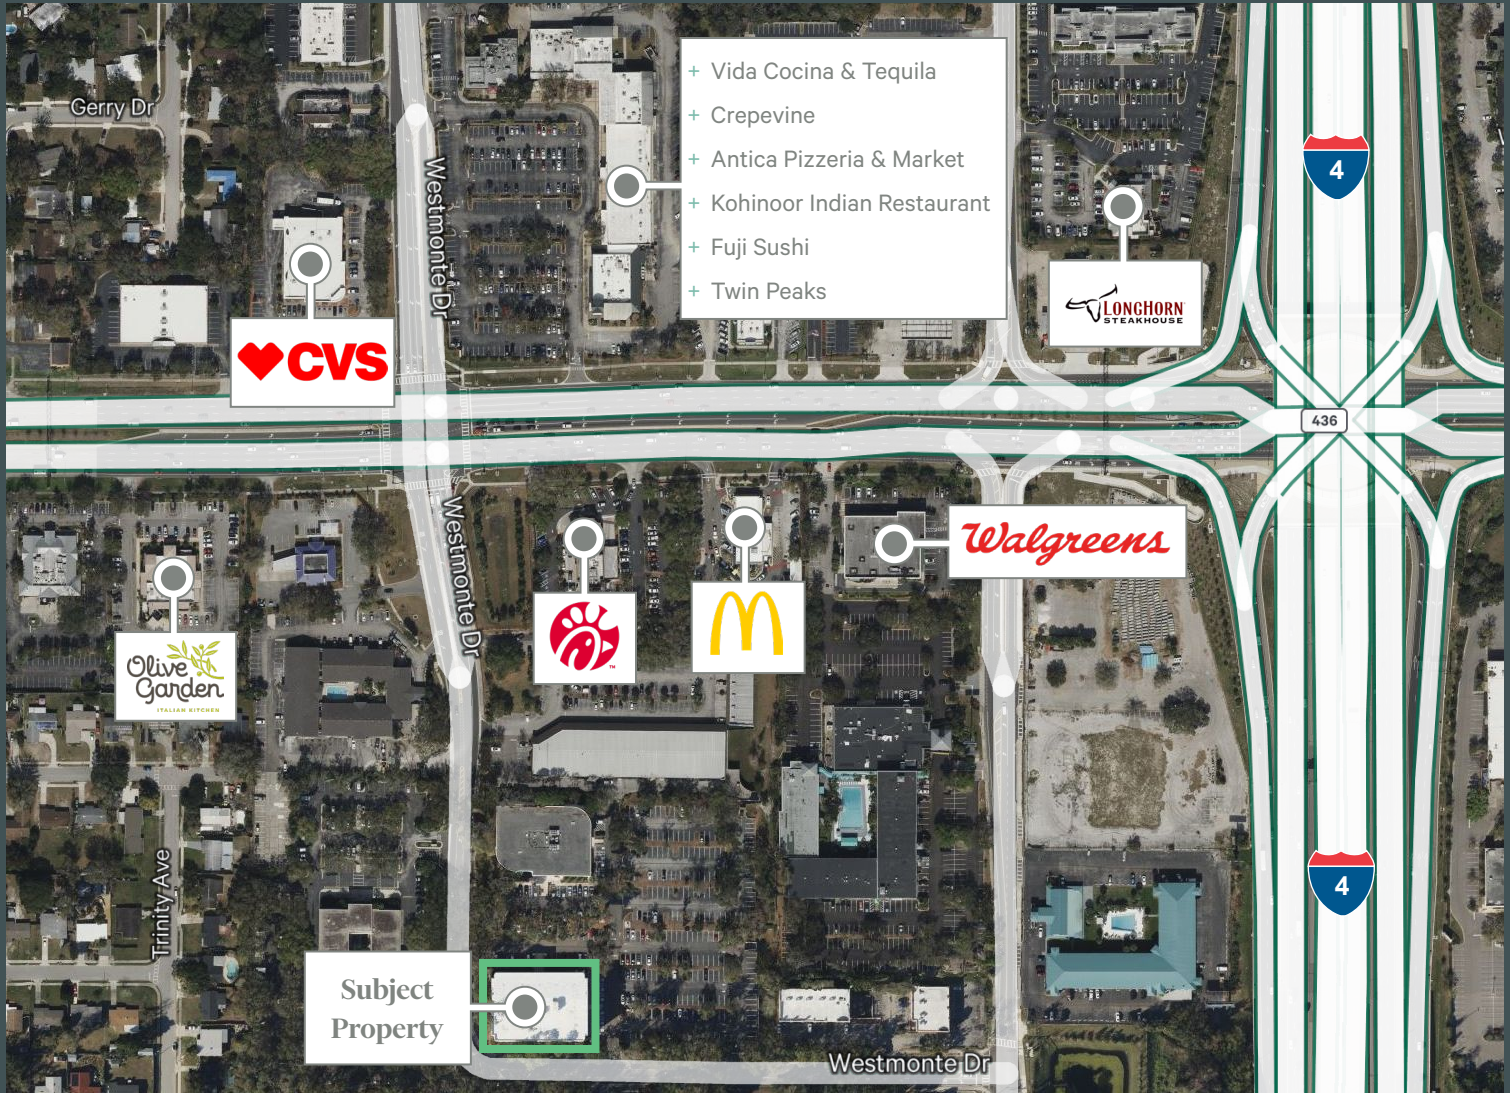 Gerry Dr
+ Vida Cocina & Tequila
+ Crepevine
+ Antica Pizzeria & Market
+ Kohinoor Indian Restaurant
+ Fuji Sushi
+ Twin Peaks
4
Westmonte Dr
LONGHORN
STEAKHOUSE
CVS
436
Westmonte Dr
Walgreens
Olive
Garden
ITALIAN KITCHEN
TM
Trinity Ave
4
Subject
Property
Westmonte Dr